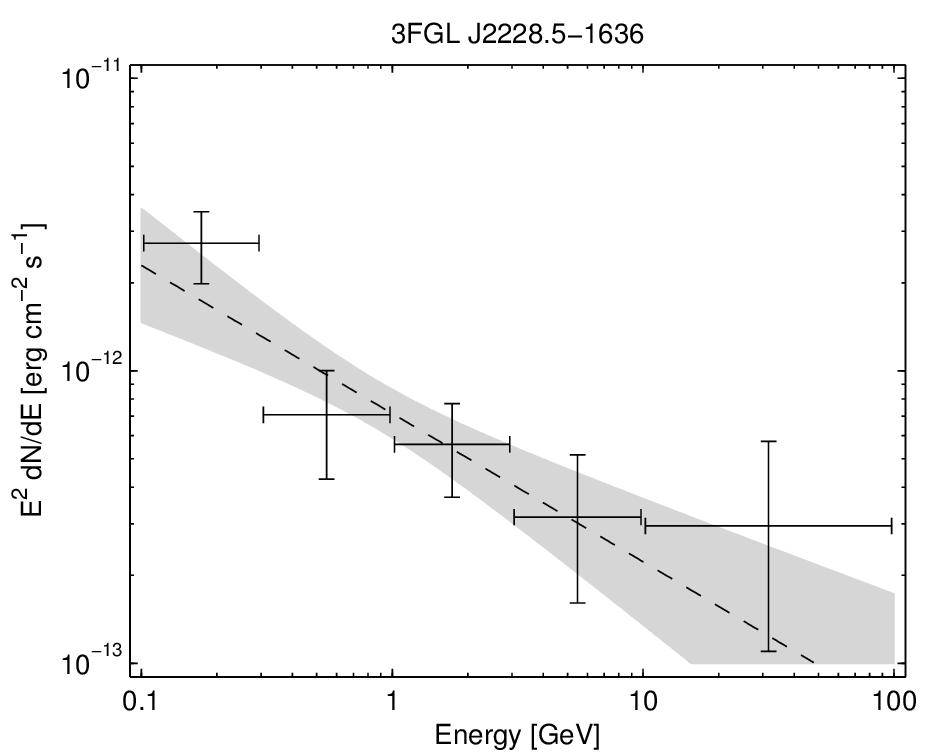 3FGL J2228.5−1636
10⁻¹¹
10⁻¹²
10⁻¹³
E² dN/dE [erg cm⁻² s⁻¹]
0.1 1 10 100
Energy [GeV]